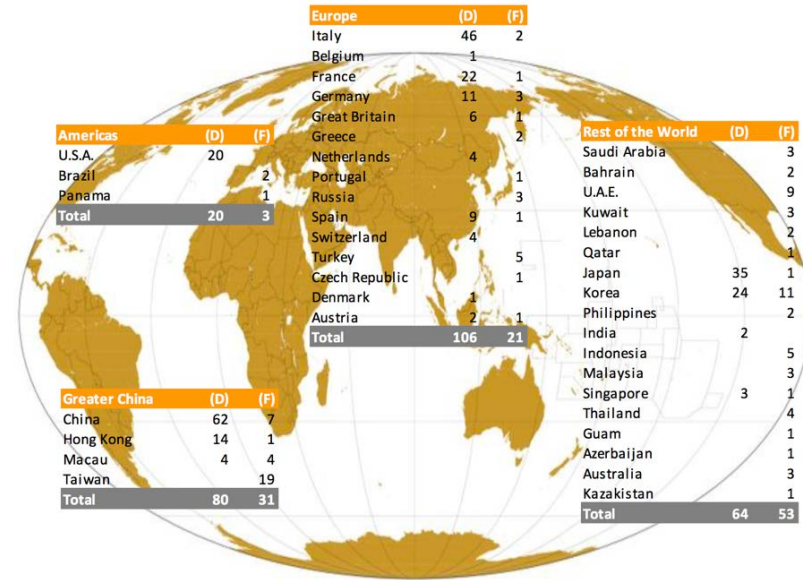 Europe (D) (F)
Italy 46 2
Belgium 1
France 22 1
Germany 11 3
Great Britain 6 1
Greece 2
Netherlands 4
Portugal 1
Russia 3
Spain 9 1
Switzerland 4
Turkey 5
Czech Republic 1
Denmark 1
Austria 2 1
Total 106 21
Americas (D) (F)
U.S.A. 20
Brazil 2
Panama 1
Total 20 3
Rest of the World (D) (F)
Saudi Arabia 3
Bahrain 2
U.A.E. 9
Kuwait 3
Lebanon 2
Qatar 1
Japan 35 1
Korea 24 11
Philippines 2
India 2
Indonesia 5
Malaysia 3
Singapore 3 1
Thailand 4
Guam 1
Azerbaijan 1
Australia 3
Kazakistan 1
Total 64 53
Greater China (D) (F)
China 62 7
Hong Kong 14 1
Macau 4 4
Taiwan 19
Total 80 31